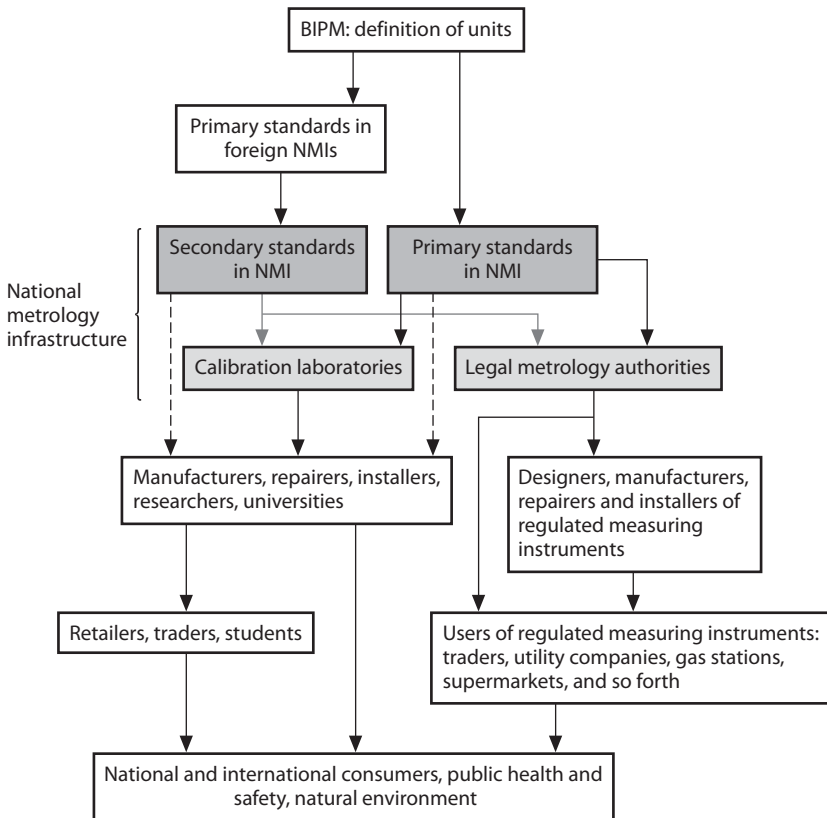 BIPM: definition of units
Primary standards in
foreign NMIs
Secondary standards
in NMI
Primary standards
in NMI
National
metrology
infrastructure
Calibration laboratories
Legal metrology authorities
Manufacturers, repairers, installers,
researchers, universities
Designers, manufacturers,
repairers and installers of
regulated measuring
instruments
Retailers, traders, students
Users of regulated measuring instruments:
traders, utility companies, gas stations,
supermarkets, and so forth
National and international consumers, public health and
safety, natural environment